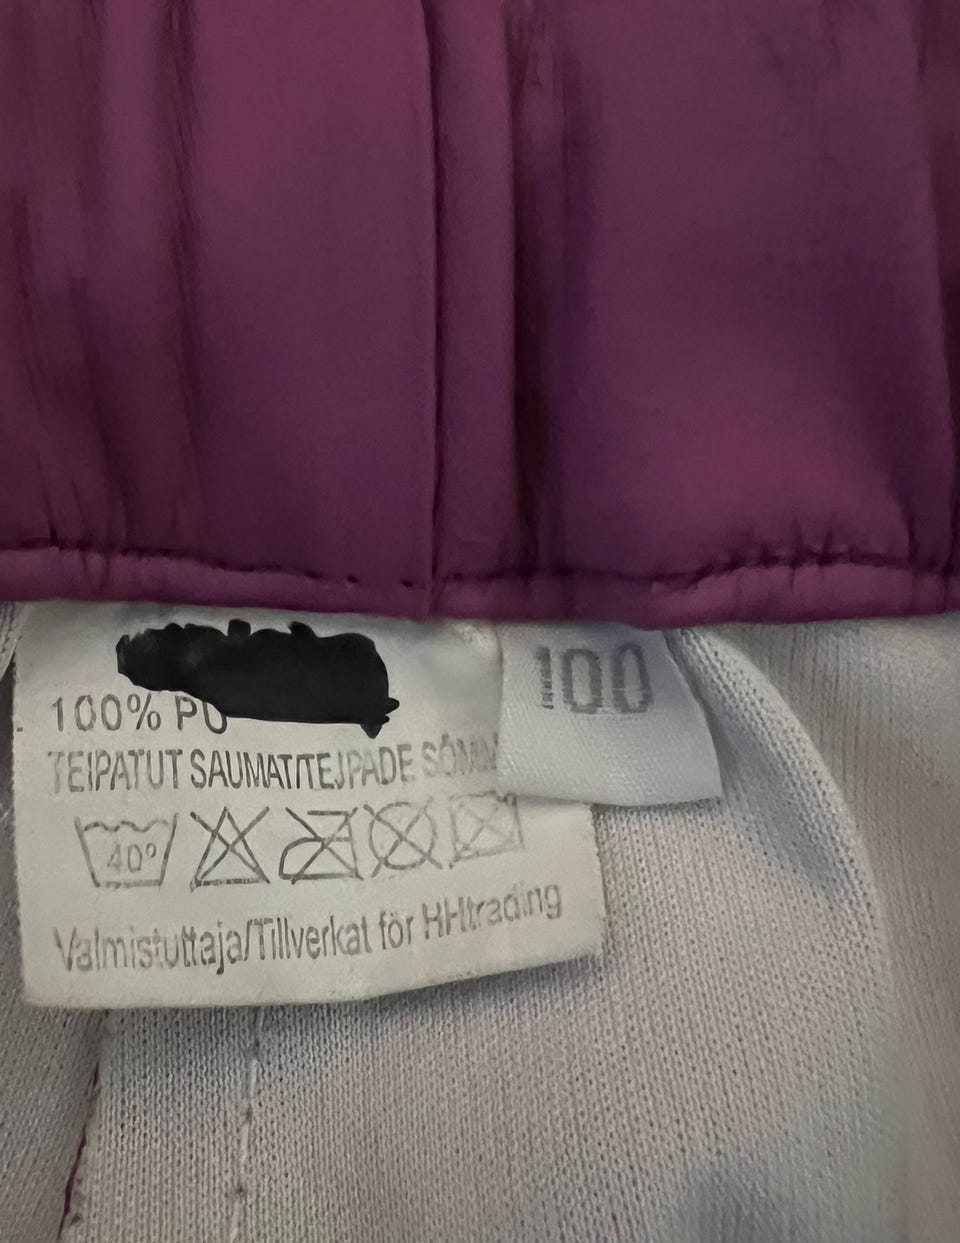 100% PU
TEIPATUT SAUMAT/TEJPADE
40°
Valmistuttaja/Tillverkat för HHtrading
100